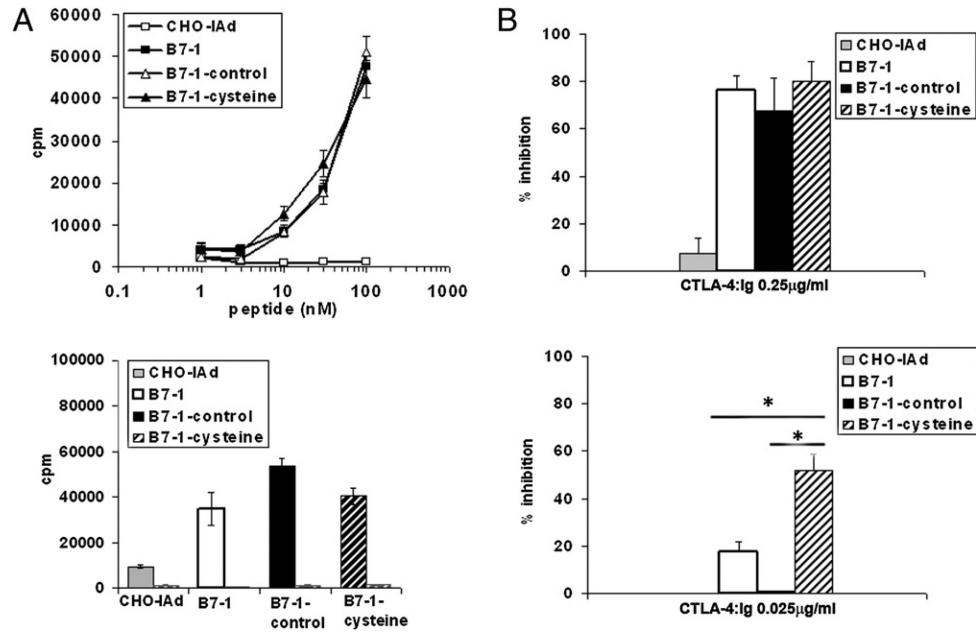 A
CHO-IAd
B7-1
B7-1-control
B7-1-cysteine
60000
50000
40000
30000
20000
10000
0
cpm
0.1 1 10 100 1000
peptide (nM)
100000
80000
60000
40000
20000
0
cpm
CHO-IAd
B7-1
B7-1-control
B7-1-cysteine
CHO-IAd B7-1 B7-1- B7-1-
control cysteine
B
100
80
60
40
20
0
% inhibition
CHO-IAd
B7-1
B7-1-control
B7-1-cysteine
CTLA-4:Ig 0.25µg/ml
100
80
60
40
20
0
% inhibition
CHO-IAd
B7-1
B7-1-control
B7-1-cysteine
*
*
CTLA-4:Ig 0.025µg/ml